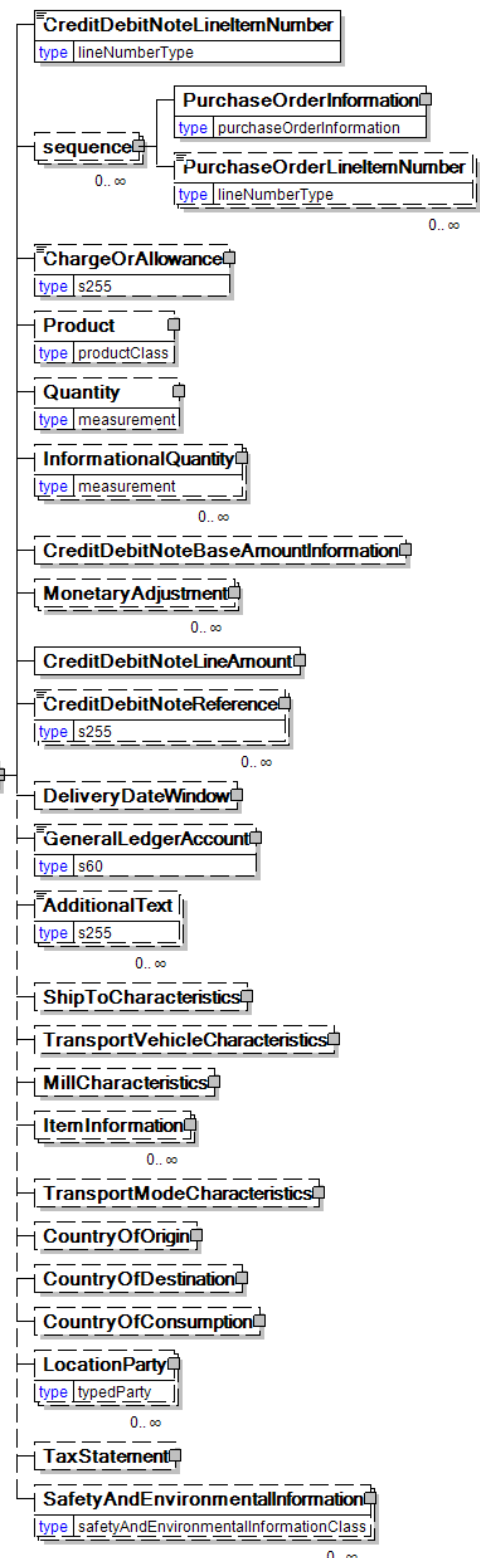 CreditDebitNoteLineItemNumber
type lineNumberType
PurchaseOrderInformation
type purchaseOrderInformation
sequence
0.. ∞
PurchaseOrderLineItemNumber
type lineNumberType
0.. ∞
ChargeOrAllowance
type s255
Product
type productClass
Quantity
type measurement
InformationalQuantity
type measurement
0.. ∞
CreditDebitNoteBaseAmountInformation
MonetaryAdjustment
0.. ∞
CreditDebitNoteLineAmount
CreditDebitNoteReference
type s255
0.. ∞
DeliveryDateWindow
GeneralLedgerAccount
type s60
AdditionalText
type s255
0.. ∞
ShipToCharacteristics
TransportVehicleCharacteristics
MillCharacteristics
ItemInformation
0.. ∞
TransportModeCharacteristics
CountryOfOrigin
CountryOfDestination
CountryOfConsumption
LocationParty
type typedParty
0.. ∞
TaxStatement
SafetyAndEnvironmentalInformation
type safetyAndEnvironmentalInformationClass
0.. ∞